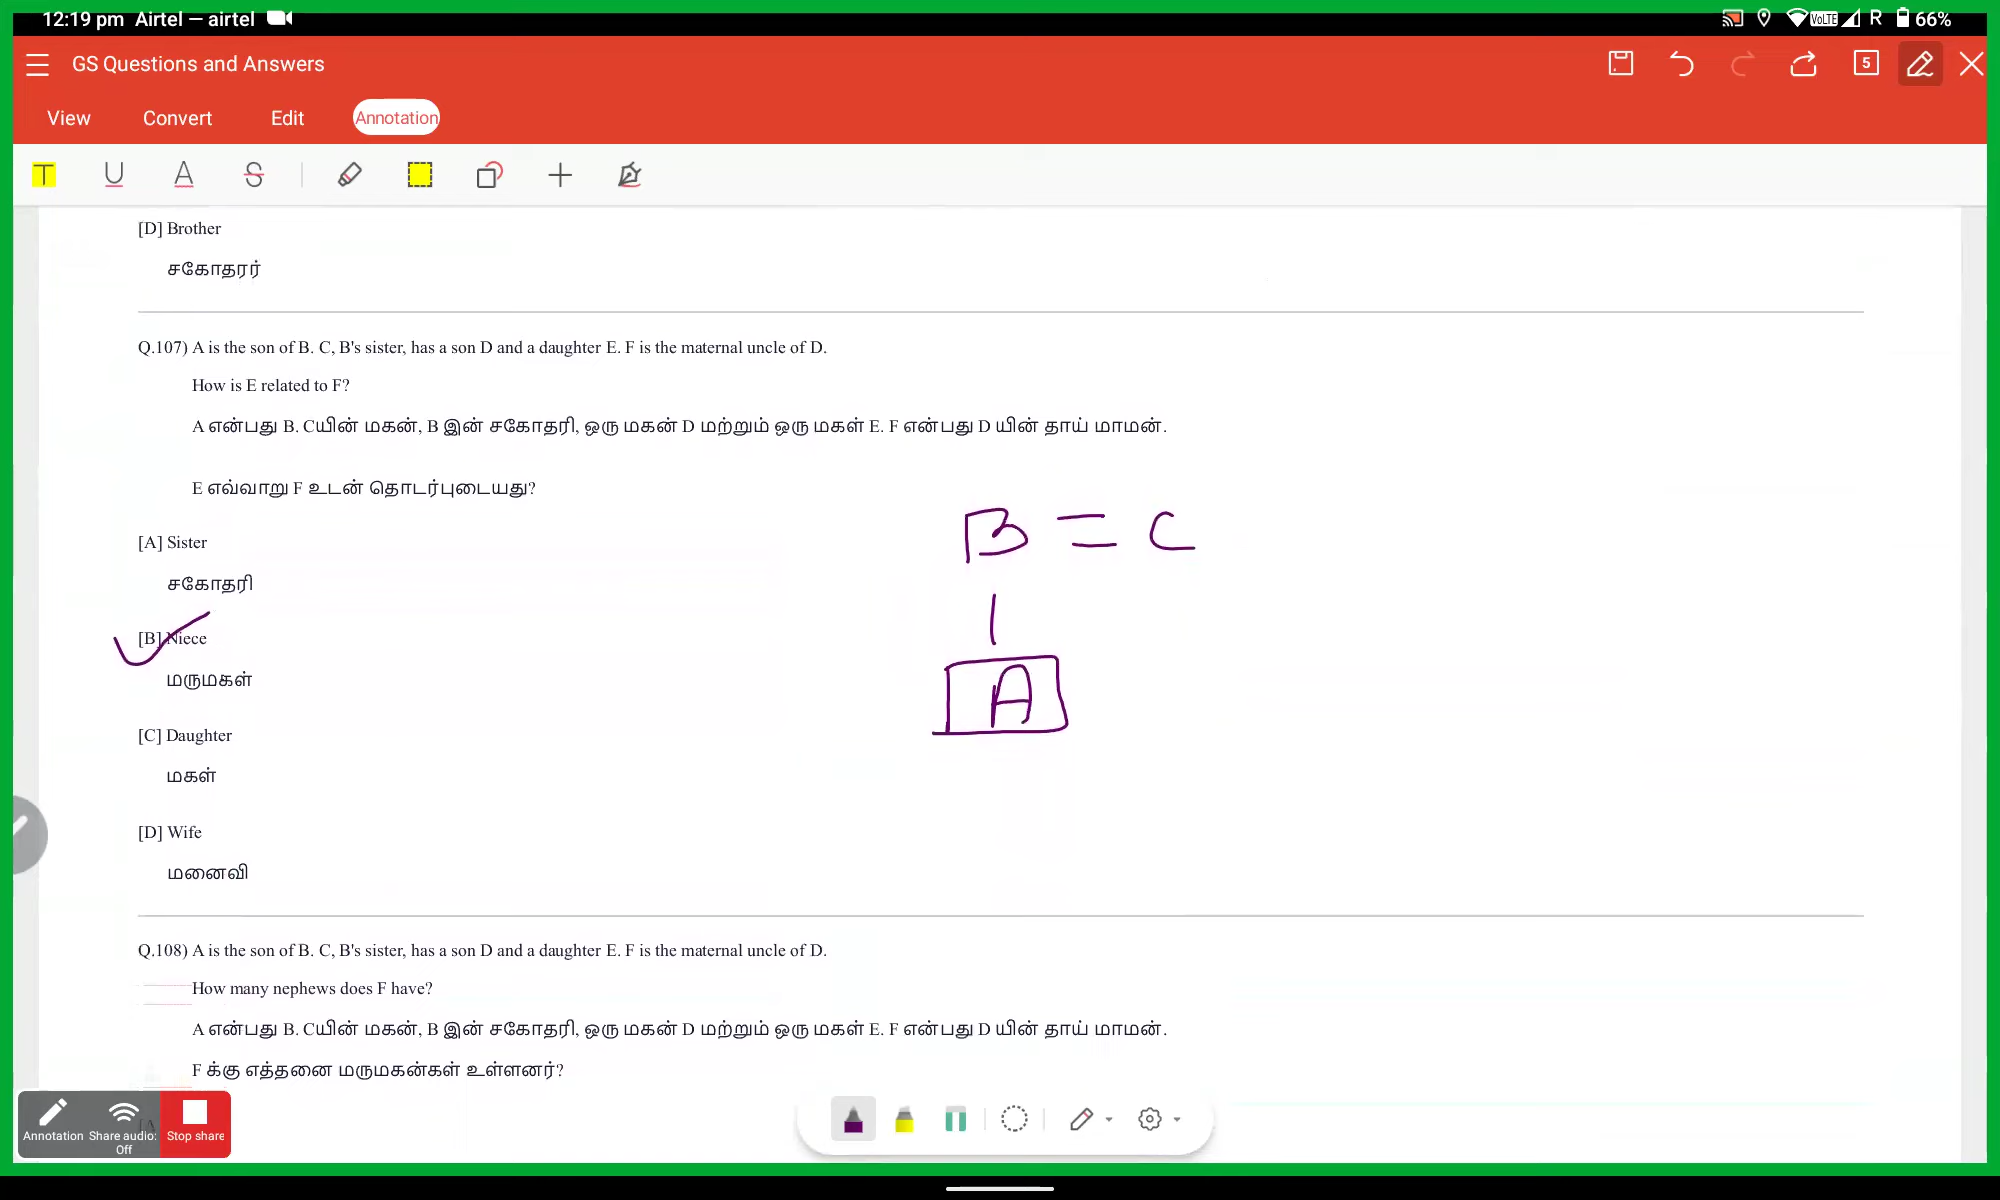 12:19 pm Airtel — airtel VoLTE R 66%
GS Questions and Answers 5
View Convert Edit Annotation
T U A S
[D] Brother
சகோதரர்
Q.107) A is the son of B. C, B's sister, has a son D and a daughter E. F is the maternal uncle of D.
How is E related to F?
A என்பது B. Cயின் மகன், B இன் சகோதரி, ஒரு மகன் D மற்றும் ஒரு மகள் E. F என்பது D யின் தாய் மாமன்.
E எவ்வாறு F உடன் தொடர்புடையது?
B = C
[A] Sister
சகோதரி
[B] Niece
மருமகள்
A
[C] Daughter
மகள்
[D] Wife
மனைவி
Q.108) A is the son of B. C, B's sister, has a son D and a daughter E. F is the maternal uncle of D.
How many nephews does F have?
A என்பது B. Cயின் மகன், B இன் சகோதரி, ஒரு மகன் D மற்றும் ஒரு மகள் E. F என்பது D யின் தாய் மாமன்.
F க்கு எத்தனை மருமகன்கள் உள்ளனர்?
Annotation Share audio: Off Stop share